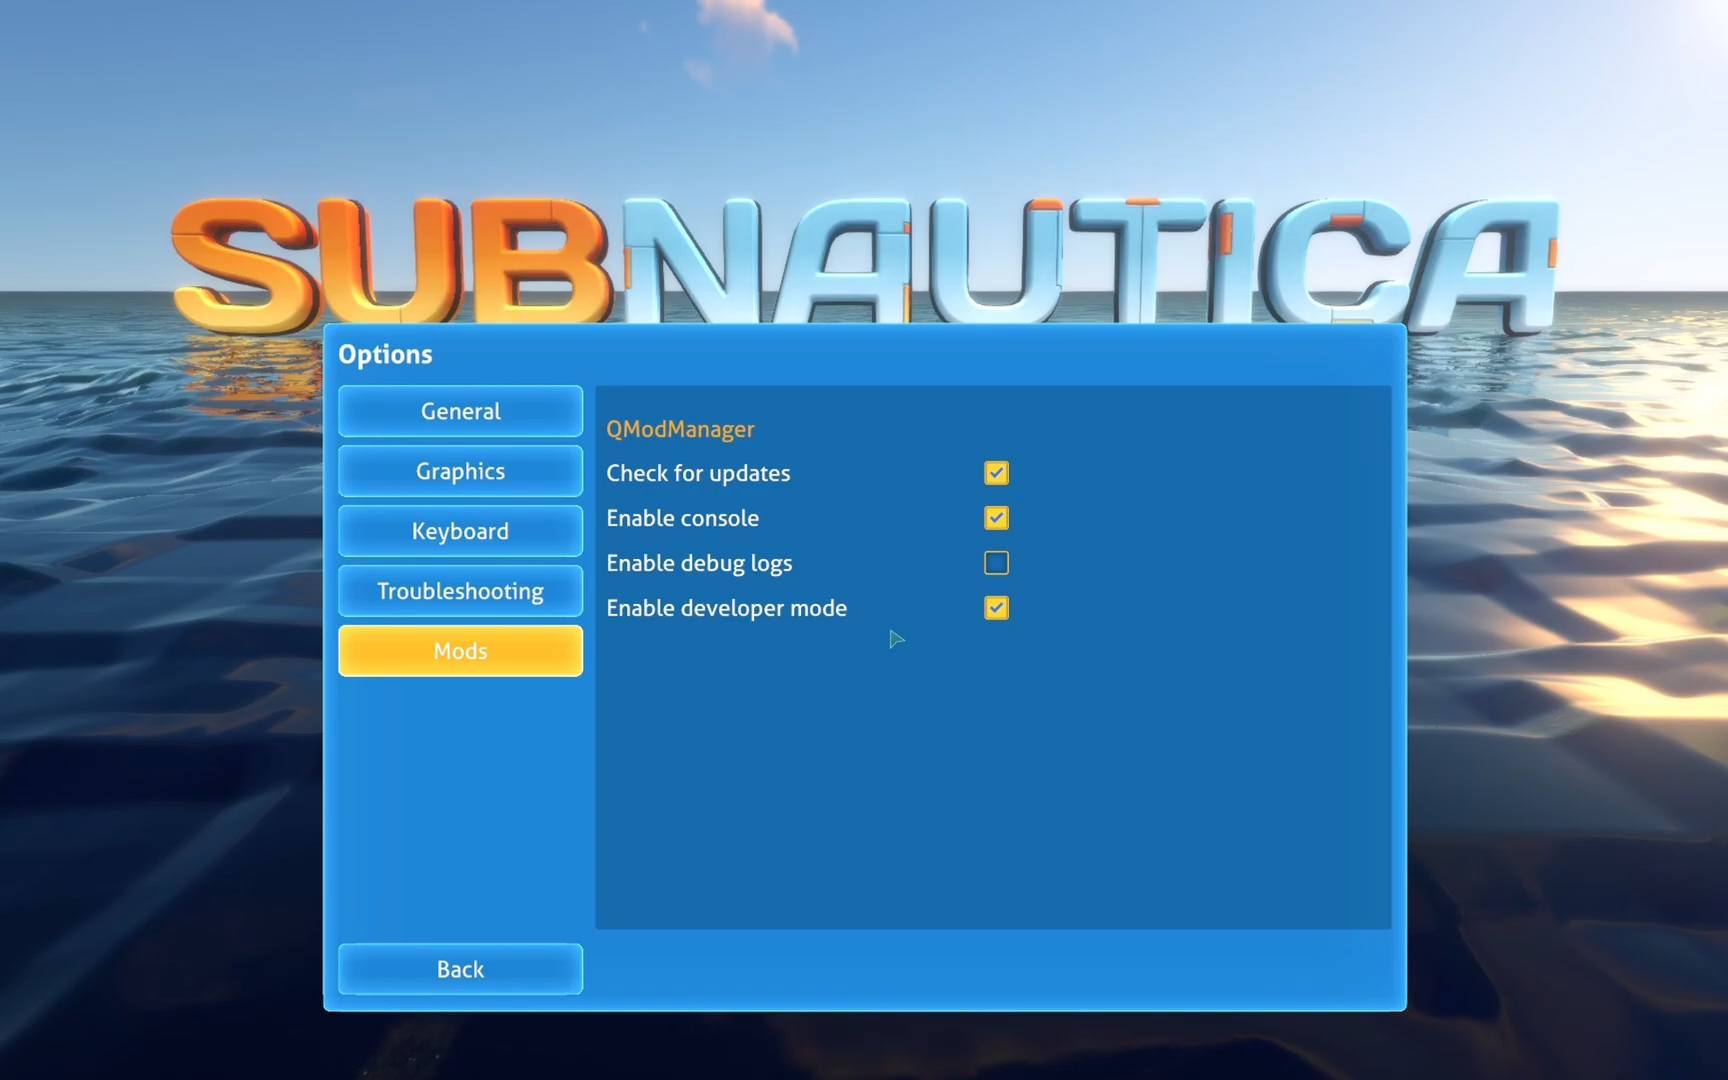 SUBNAUTICA
Options
General
Graphics
Keyboard
Troubleshooting
Mods
Back
QModManager
Check for updates
Enable console
Enable debug logs
Enable developer mode